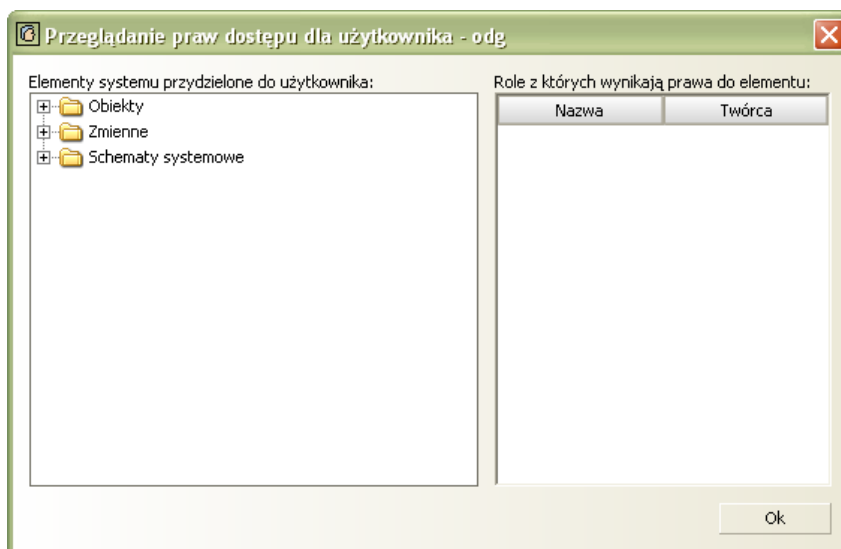 Przeglądanie praw dostępu dla użytkownika - odg
Elementy systemu przydzielone do użytkownika:
Role z których wynikają prawa do elementu:
Obiekty
Zmienne
Schematy systemowe
Nazwa
Twórca
Ok